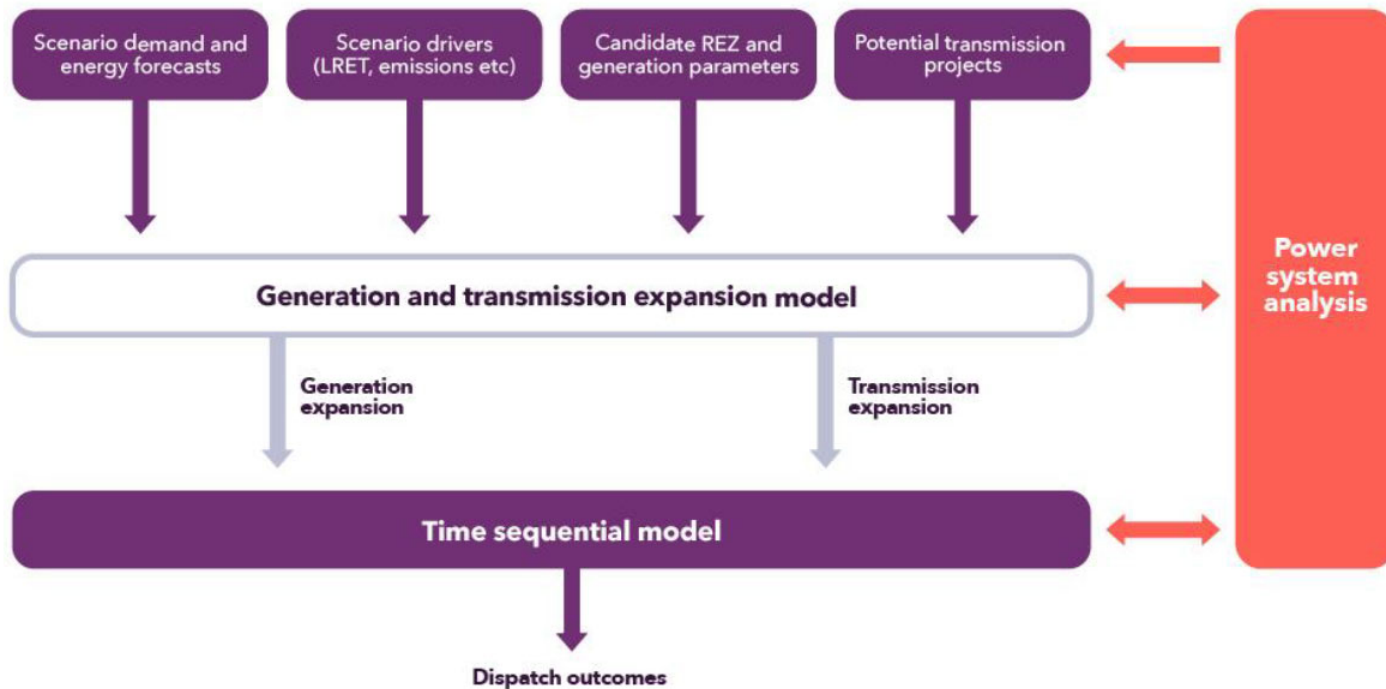 Scenario demand and
energy forecasts
Scenario drivers
(LRET, emissions etc)
Candidate REZ and
generation parameters
Potential transmission
projects
Power
system
analysis
Generation and transmission expansion model
Generation
expansion
Transmission
expansion
Time sequential model
Dispatch outcomes